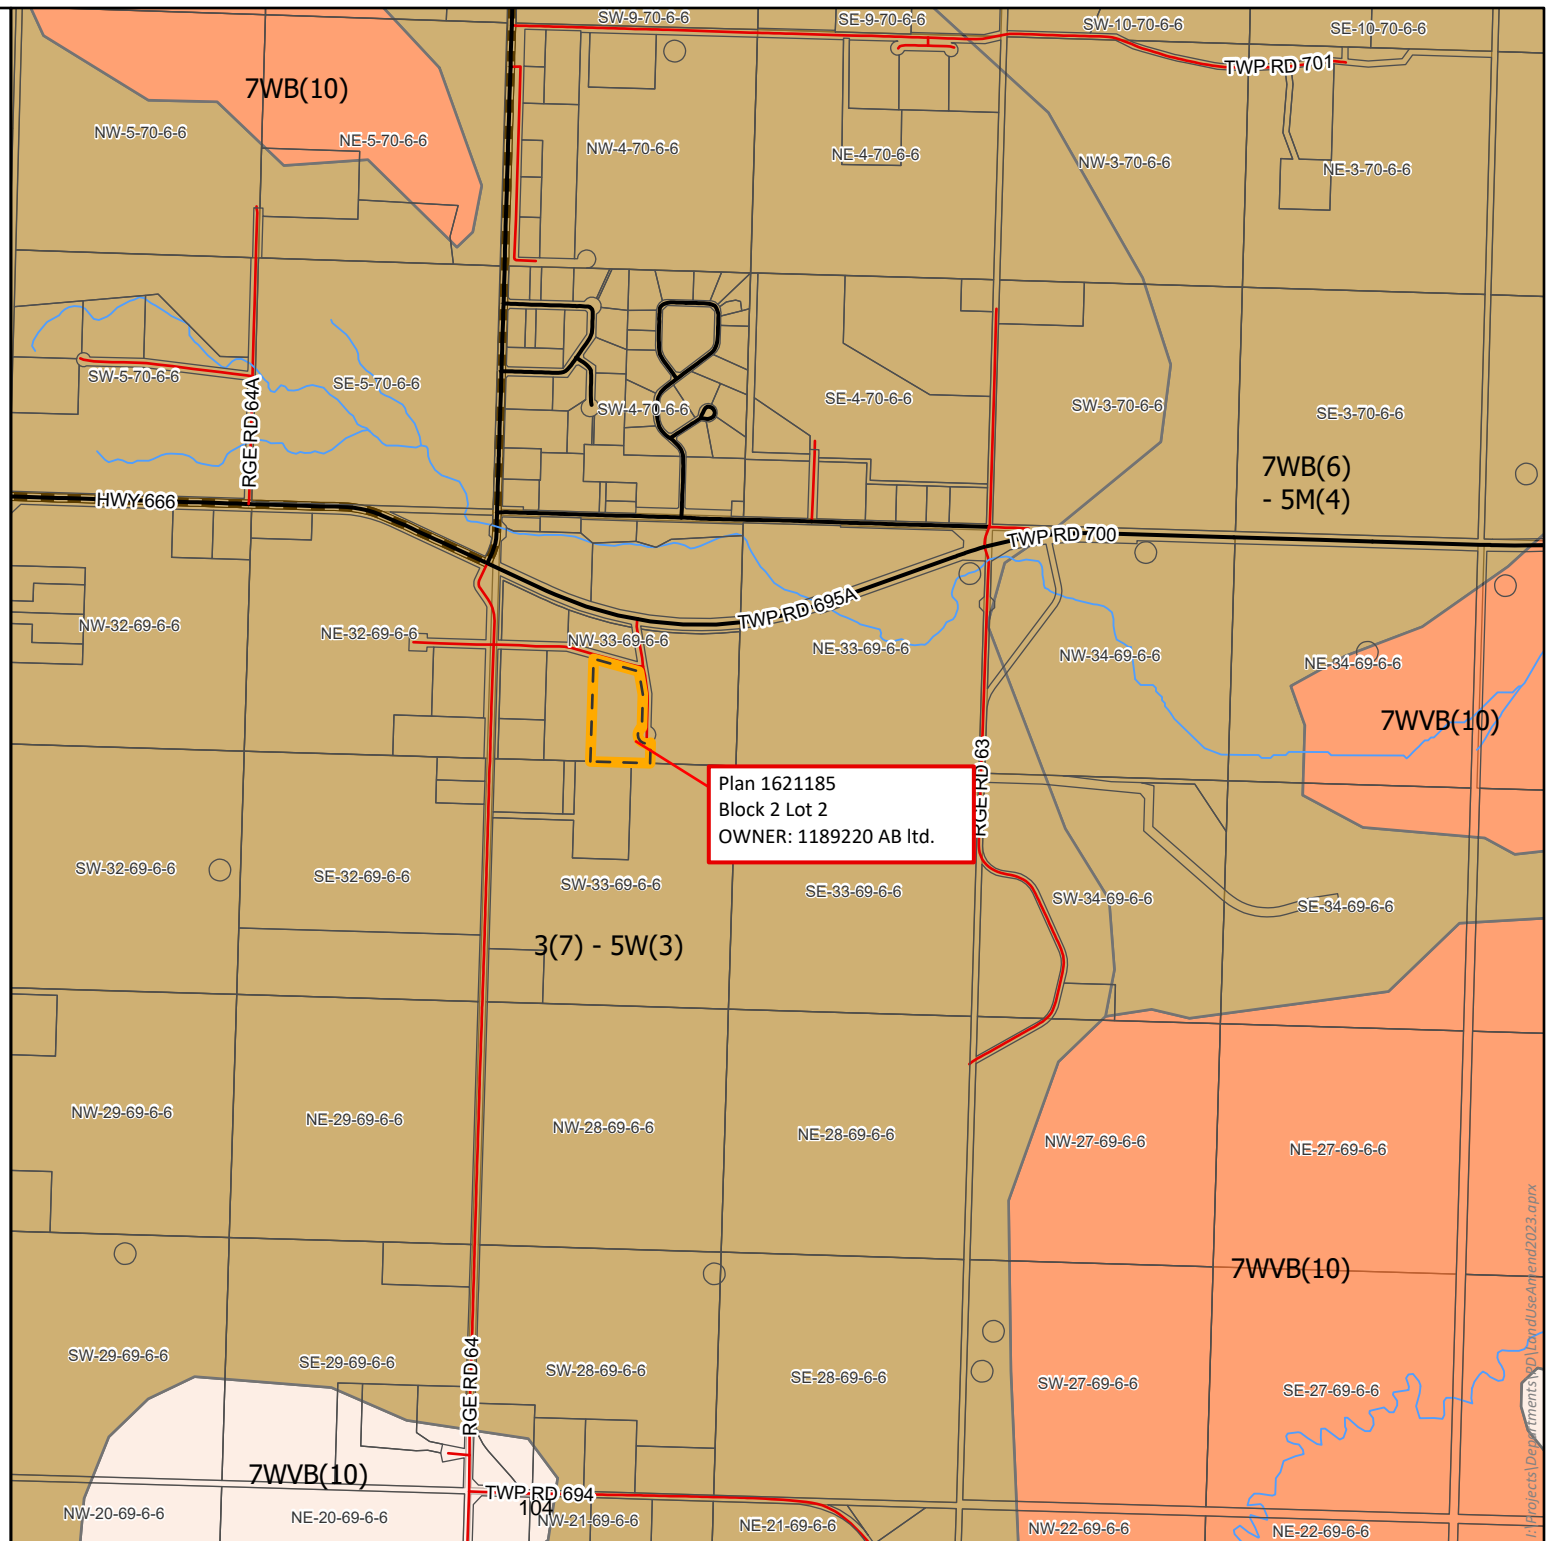 SW-9-70-6-6
SE-9-70-6-6
SW-10-70-6-6
SE-10-70-6-6
TWP RD 701
7WB(10)
NW-5-70-6-6
NE-5-70-6-6
NW-4-70-6-6
NE-4-70-6-6
NW-3-70-6-6
NE-3-70-6-6
SW-5-70-6-6
RGE RD 64A
SE-5-70-6-6
SW-4-70-6-6
SE-4-70-6-6
SW-3-70-6-6
SE-3-70-6-6
7WB(6)
- 5M(4)
HWY 666
TWP RD 700
TWP RD 695A
NW-32-69-6-6
NE-32-69-6-6
NW-33-69-6-6
NE-33-69-6-6
NW-34-69-6-6
NE-34-69-6-6
7WVB(10)
RGE RD 63
Plan 1621185
Block 2 Lot 2
OWNER: 1189220 AB ltd.
SW-32-69-6-6
SE-32-69-6-6
SW-33-69-6-6
SE-33-69-6-6
SW-34-69-6-6
SE-34-69-6-6
3(7) - 5W(3)
NW-29-69-6-6
NE-29-69-6-6
NW-28-69-6-6
NE-28-69-6-6
NW-27-69-6-6
NE-27-69-6-6
7WVB(10)
SW-29-69-6-6
SE-29-69-6-6
RGE RD 64
SW-28-69-6-6
SE-28-69-6-6
SW-27-69-6-6
SE-27-69-6-6
7WVB(10)
TWP RD 694
104
NW-20-69-6-6
NE-20-69-6-6
NW-21-69-6-6
NE-21-69-6-6
NW-22-69-6-6
NE-22-69-6-6
I:\Projects\Departments\PD\LandUseAmend2023.aprx